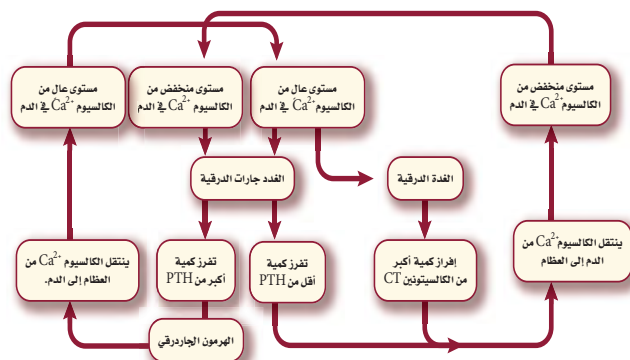 مستوى منخفض من
الكالسيوم Ca²⁺ في الدم
مستوى عال من
الكالسيوم Ca²⁺ في الدم
مستوى منخفض من
الكالسيوم Ca²⁺ في الدم
مستوى عال من
الكالسيوم Ca²⁺ في الدم
الغدة الدرقية
الغدد جارات الدرقية
ينتقل الكالسيوم Ca²⁺ من
الدم إلى العظام
إفراز كمية أكبر
من الكالسيتونين CT
تفرز كمية
أقل من PTH
تفرز كمية
أكبر من PTH
ينتقل الكالسيوم Ca²⁺ من
العظام إلى الدم.
الهرمون الجاردرقي